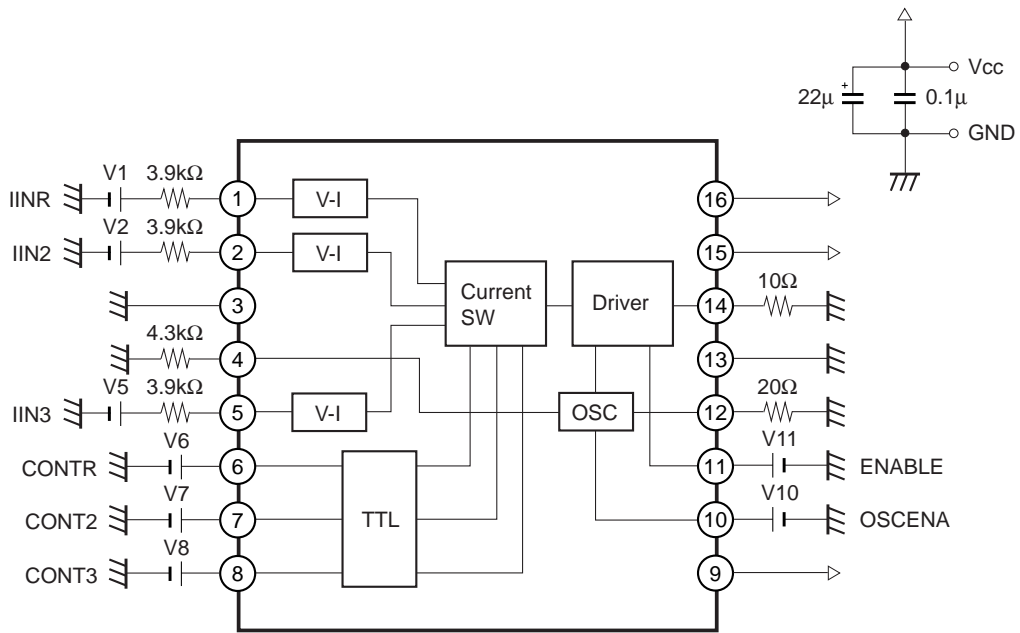 Vcc
22μ + 0.1μ
GND
IINR V1 3.9kΩ 1 V-I 16
IIN2 V2 3.9kΩ 2 V-I 15
3 Current SW Driver 14 10Ω
4.3kΩ 4 13
IIN3 V5 3.9kΩ 5 V-I OSC 12 20Ω
CONTR V6 6 11 V11 ENABLE
CONT2 V7 7 TTL 10 V10 OSCENA
CONT3 V8 8 9